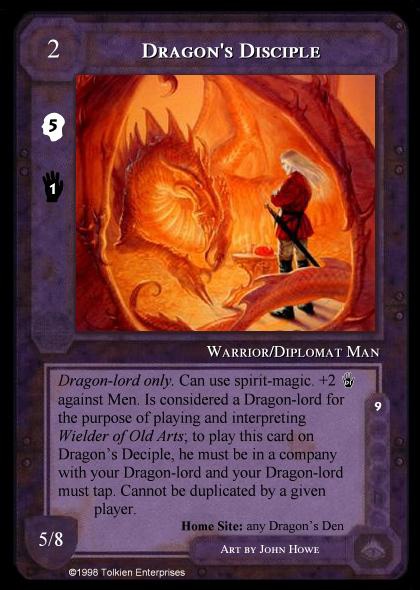 2
DRAGON'S DISCIPLE
5
1
WARRIOR/DIPLOMAT MAN
Dragon-lord only. Can use spirit-magic. +2 DI
against Men. Is considered a Dragon-lord for
the purpose of playing and interpreting
Wielder of Old Arts; to play this card on
Dragon's Deciple, he must be in a company
with your Dragon-lord and your Dragon-lord
must tap. Cannot be duplicated by a given
player.
9
Home Site: any Dragon's Den
5/8
ART BY JOHN HOWE
©1998 Tolkien Enterprises